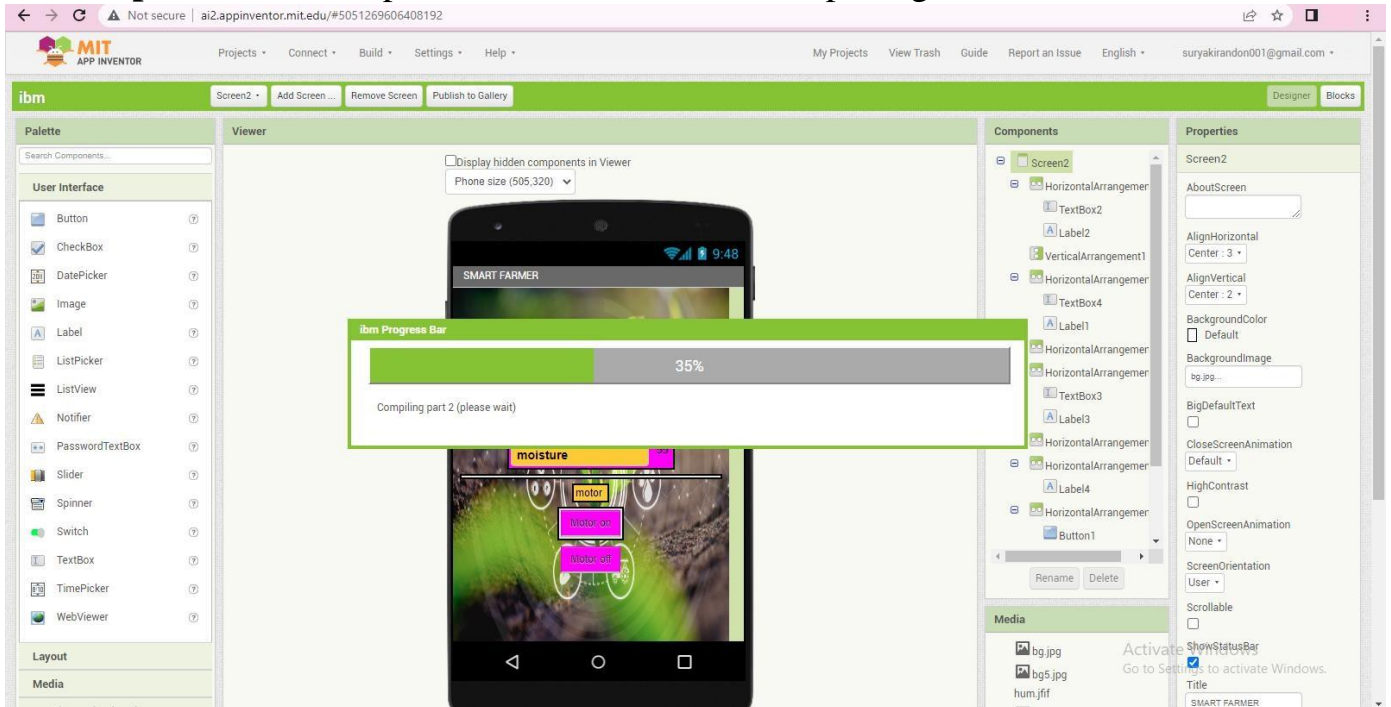 Not secure | ai2.appinventor.mit.edu/#5051269606408192
MIT
APP INVENTOR
Projects
Connect
Build
Settings
Help
My Projects
View Trash
Guide
Report an Issue
English
suryakirandon001@gmail.com
ibm
Screen2
Add Screen ...
Remove Screen
Publish to Gallery
Designer
Blocks
Palette
Search Components...
User Interface
Button
CheckBox
DatePicker
Image
Label
ListPicker
ListView
Notifier
PasswordTextBox
Slider
Spinner
Switch
TextBox
TimePicker
WebViewer
Layout
Media
Viewer
Display hidden components in Viewer
Phone size (505,320)
9:48
SMART FARMER
ibm Progress Bar
35%
Compiling part 2 (please wait)
moisture
motor
Motor on
Motor off
Components
Screen2
HorizontalArrangemer
TextBox2
Label2
VerticalArrangement1
HorizontalArrangemer
TextBox4
Label1
HorizontalArrangemer
HorizontalArrangemer
TextBox3
Label3
HorizontalArrangemer
HorizontalArrangemer
Label4
HorizontalArrangemer
Button1
Rename
Delete
Media
bg.jpg
bg5.jpg
hum.jfif
Properties
Screen2
AboutScreen
AlignHorizontal
Center : 3
AlignVertical
Center : 2
BackgroundColor
Default
BackgroundImage
bg.jpg...
BigDefaultText
CloseScreenAnimation
Default
HighContrast
OpenScreenAnimation
None
ScreenOrientation
User
Scrollable
ShowStatusBar
Title
SMART FARMER
Activate Windows
Go to Settings to activate Windows.